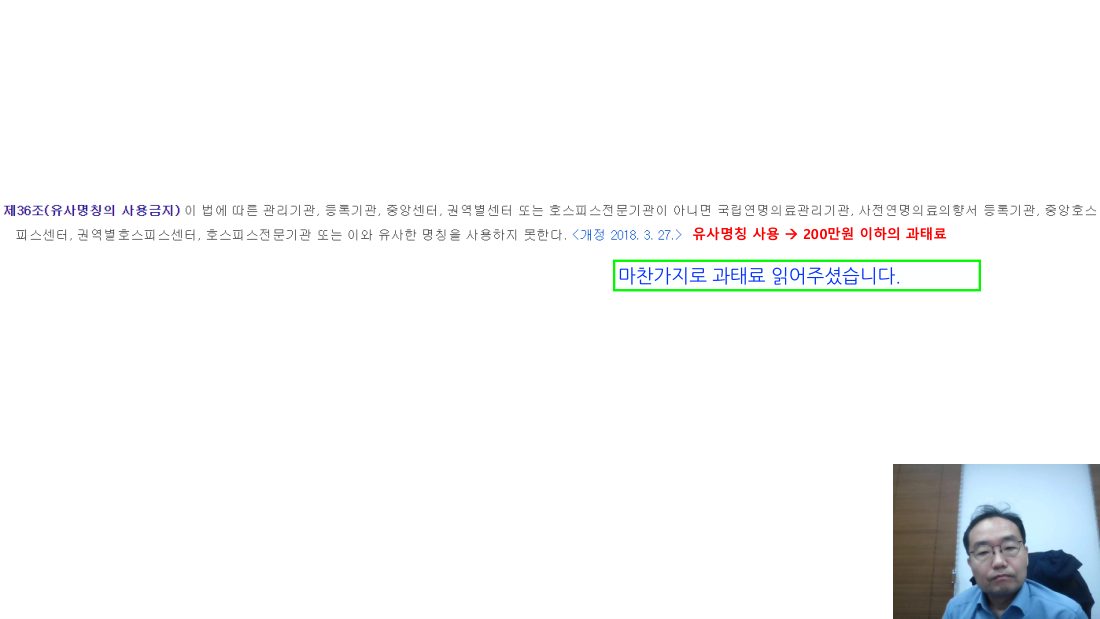 제36조(유사명칭의 사용금지) 이 법에 따른 관리기관, 등록기관, 중앙센터, 권역별센터 또는 호스피스전문기관이 아니면 국립연명의료관리기관, 사전연명의료의향서 등록기관, 중앙호스
피스센터, 권역별호스피스센터, 호스피스전문기관 또는 이와 유사한 명칭을 사용하지 못한다. <개정 2018. 3. 27.> 유사명칭 사용 → 200만원 이하의 과태료
마찬가지로 과태료 읽어주셨습니다.